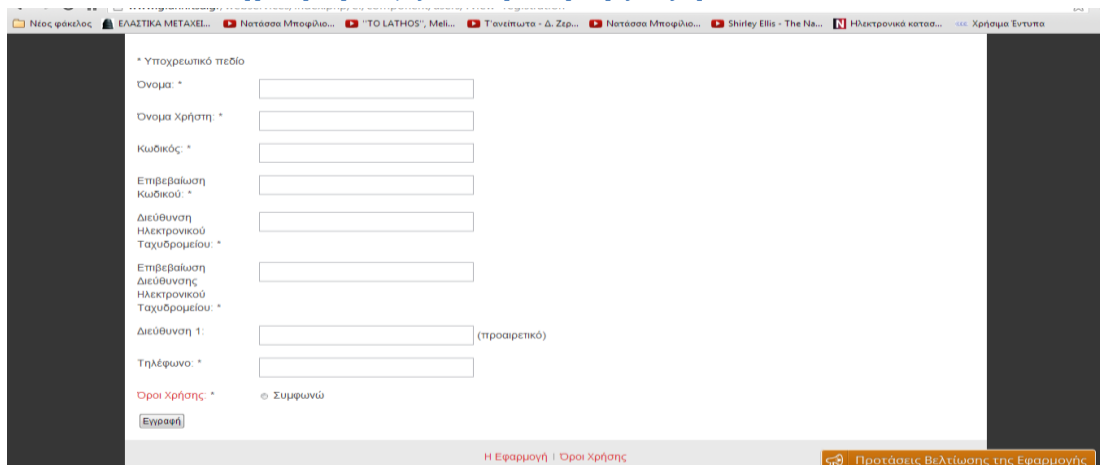 Νέος φάκελος ΕΛΑΣΤΙΚΑ ΜΕΤΑΧΕΙ... Νατάσσα Μποφίλιο... "TO LATHOS", Meli... Τ'ανείπωτα - Δ. Ζερ... Νατάσσα Μποφίλιο... Shirley Ellis - The Na... Ηλεκτρονικά κατασ... Χρήσιμα Έντυπα
* Υποχρεωτικό πεδίο
Όνομα: *
Όνομα Χρήστη: *
Κωδικός: *
Επιβεβαίωση
Κωδικού: *
Διεύθυνση
Ηλεκτρονικού
Ταχυδρομείου: *
Επιβεβαίωση
Διεύθυνσης
Ηλεκτρονικού
Ταχυδρομείου: *
Διεύθυνση 1: (προαιρετικό)
Τηλέφωνο: *
Όροι Χρήσης: * Συμφωνώ
Εγγραφή
Η Εφαρμογή | Όροι Χρήσης
Προτάσεις Βελτίωσης της Εφαρμογής